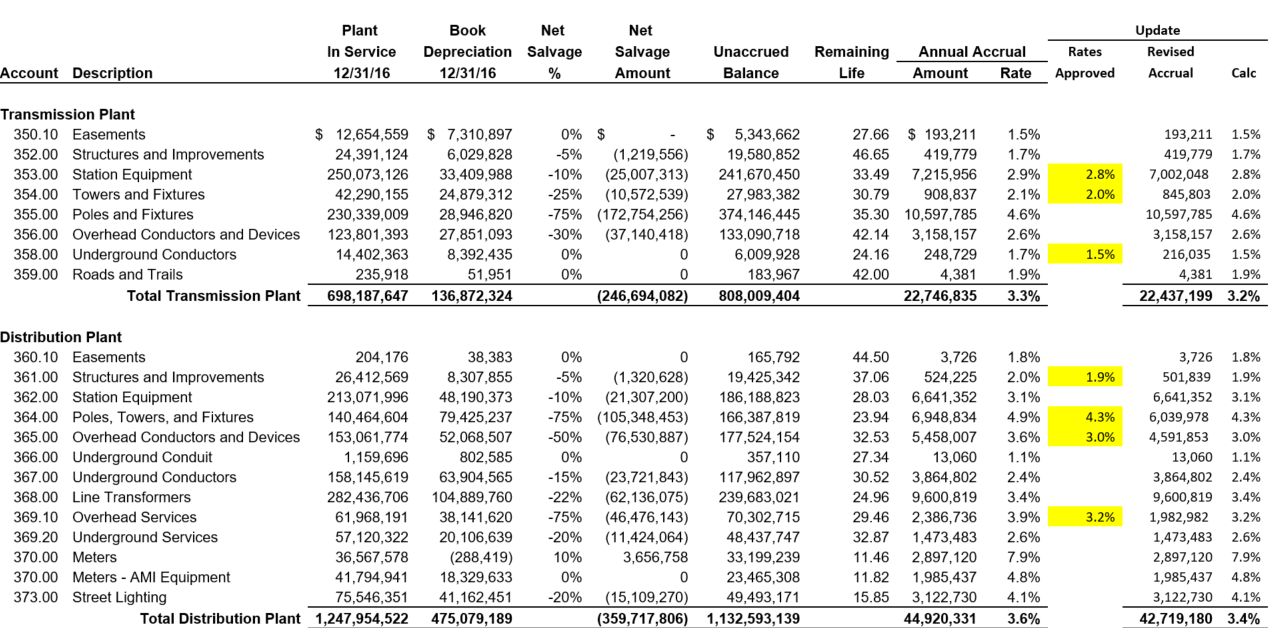 Plant Book Net Net Update
In Service Depreciation Salvage Salvage Unaccrued Remaining Annual Accrual Rates Revised
Account Description 12/31/16 12/31/16 % Amount Balance Life Amount Rate Approved Accrual Calc
Transmission Plant
350.10 Easements $ 12,654,559 $ 7,310,897 0% $ - $ 5,343,662 27.66 $ 193,211 1.5% 193,211 1.5%
352.00 Structures and Improvements 24,391,124 6,029,828 -5% (1,219,556) 19,580,852 46.65 419,779 1.7% 419,779 1.7%
353.00 Station Equipment 250,073,126 33,409,988 -10% (25,007,313) 241,670,450 33.49 7,215,956 2.9% 2.8% 7,002,048 2.8%
354.00 Towers and Fixtures 42,290,155 24,879,312 -25% (10,572,539) 27,983,382 30.79 908,837 2.1% 2.0% 845,803 2.0%
355.00 Poles and Fixtures 230,339,009 28,946,820 -75% (172,754,256) 374,146,445 35.30 10,597,785 4.6% 10,597,785 4.6%
356.00 Overhead Conductors and Devices 123,801,393 27,851,093 -30% (37,140,418) 133,090,718 42.14 3,158,157 2.6% 3,158,157 2.6%
358.00 Underground Conductors 14,402,363 8,392,435 0% 0 6,009,928 24.16 248,729 1.7% 1.5% 216,035 1.5%
359.00 Roads and Trails 235,918 51,951 0% 0 183,967 42.00 4,381 1.9% 4,381 1.9%
Total Transmission Plant 698,187,647 136,872,324 (246,694,082) 808,009,404 22,746,835 3.3% 22,437,199 3.2%
Distribution Plant
360.10 Easements 204,176 38,383 0% 0 165,792 44.50 3,726 1.8% 3,726 1.8%
361.00 Structures and Improvements 26,412,569 8,307,855 -5% (1,320,628) 19,425,342 37.06 524,225 2.0% 1.9% 501,839 1.9%
362.00 Station Equipment 213,071,996 48,190,373 -10% (21,307,200) 186,188,823 28.03 6,641,352 3.1% 6,641,352 3.1%
364.00 Poles, Towers, and Fixtures 140,464,604 79,425,237 -75% (105,348,453) 166,387,819 23.94 6,948,834 4.9% 4.3% 6,039,978 4.3%
365.00 Overhead Conductors and Devices 153,061,774 52,068,507 -50% (76,530,887) 177,524,154 32.53 5,458,007 3.6% 3.0% 4,591,853 3.0%
366.00 Underground Conduit 1,159,696 802,585 0% 0 357,110 27.34 13,060 1.1% 13,060 1.1%
367.00 Underground Conductors 158,145,619 63,904,565 -15% (23,721,843) 117,962,897 30.52 3,864,802 2.4% 3,864,802 2.4%
368.00 Line Transformers 282,436,706 104,889,760 -22% (62,136,075) 239,683,021 24.96 9,600,819 3.4% 9,600,819 3.4%
369.10 Overhead Services 61,968,191 38,141,620 -75% (46,476,143) 70,302,715 29.46 2,386,736 3.9% 3.2% 1,982,982 3.2%
369.20 Underground Services 57,120,322 20,106,639 -20% (11,424,064) 48,437,747 32.87 1,473,483 2.6% 1,473,483 2.6%
370.00 Meters 36,567,578 (288,419) 10% 3,656,758 33,199,239 11.46 2,897,120 7.9% 2,897,120 7.9%
370.00 Meters - AMI Equipment 41,794,941 18,329,633 0% 0 23,465,308 11.82 1,985,437 4.8% 1,985,437 4.8%
373.00 Street Lighting 75,546,351 41,162,451 -20% (15,109,270) 49,493,171 15.85 3,122,730 4.1% 3,122,730 4.1%
Total Distribution Plant 1,247,954,522 475,079,189 (359,717,806) 1,132,593,139 44,920,331 3.6% 42,719,180 3.4%